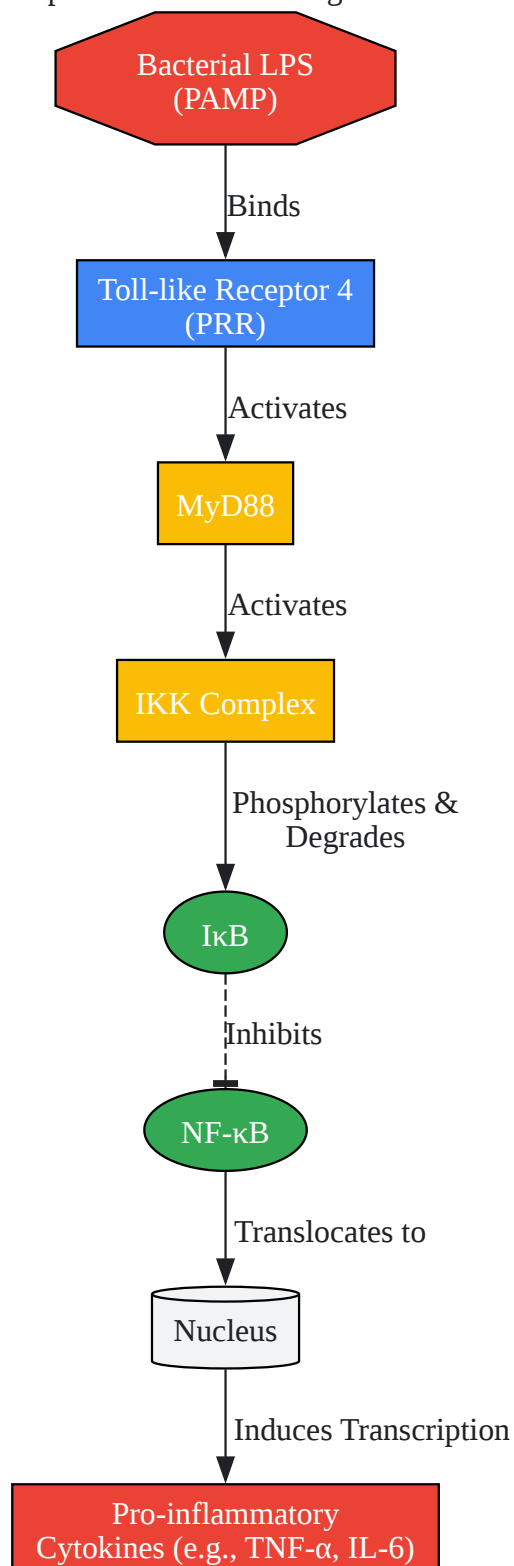 Bacterial LPS
(PAMP)
Binds
Toll-like Receptor 4
(PRR)
Activates
MyD88
Activates
IKK Complex
Phosphorylates &
Degrades
IκB
Inhibits
NF-κB
Translocates to
Nucleus
Induces Transcription
Pro-inflammatory
Cytokines (e.g., TNF-α, IL-6)